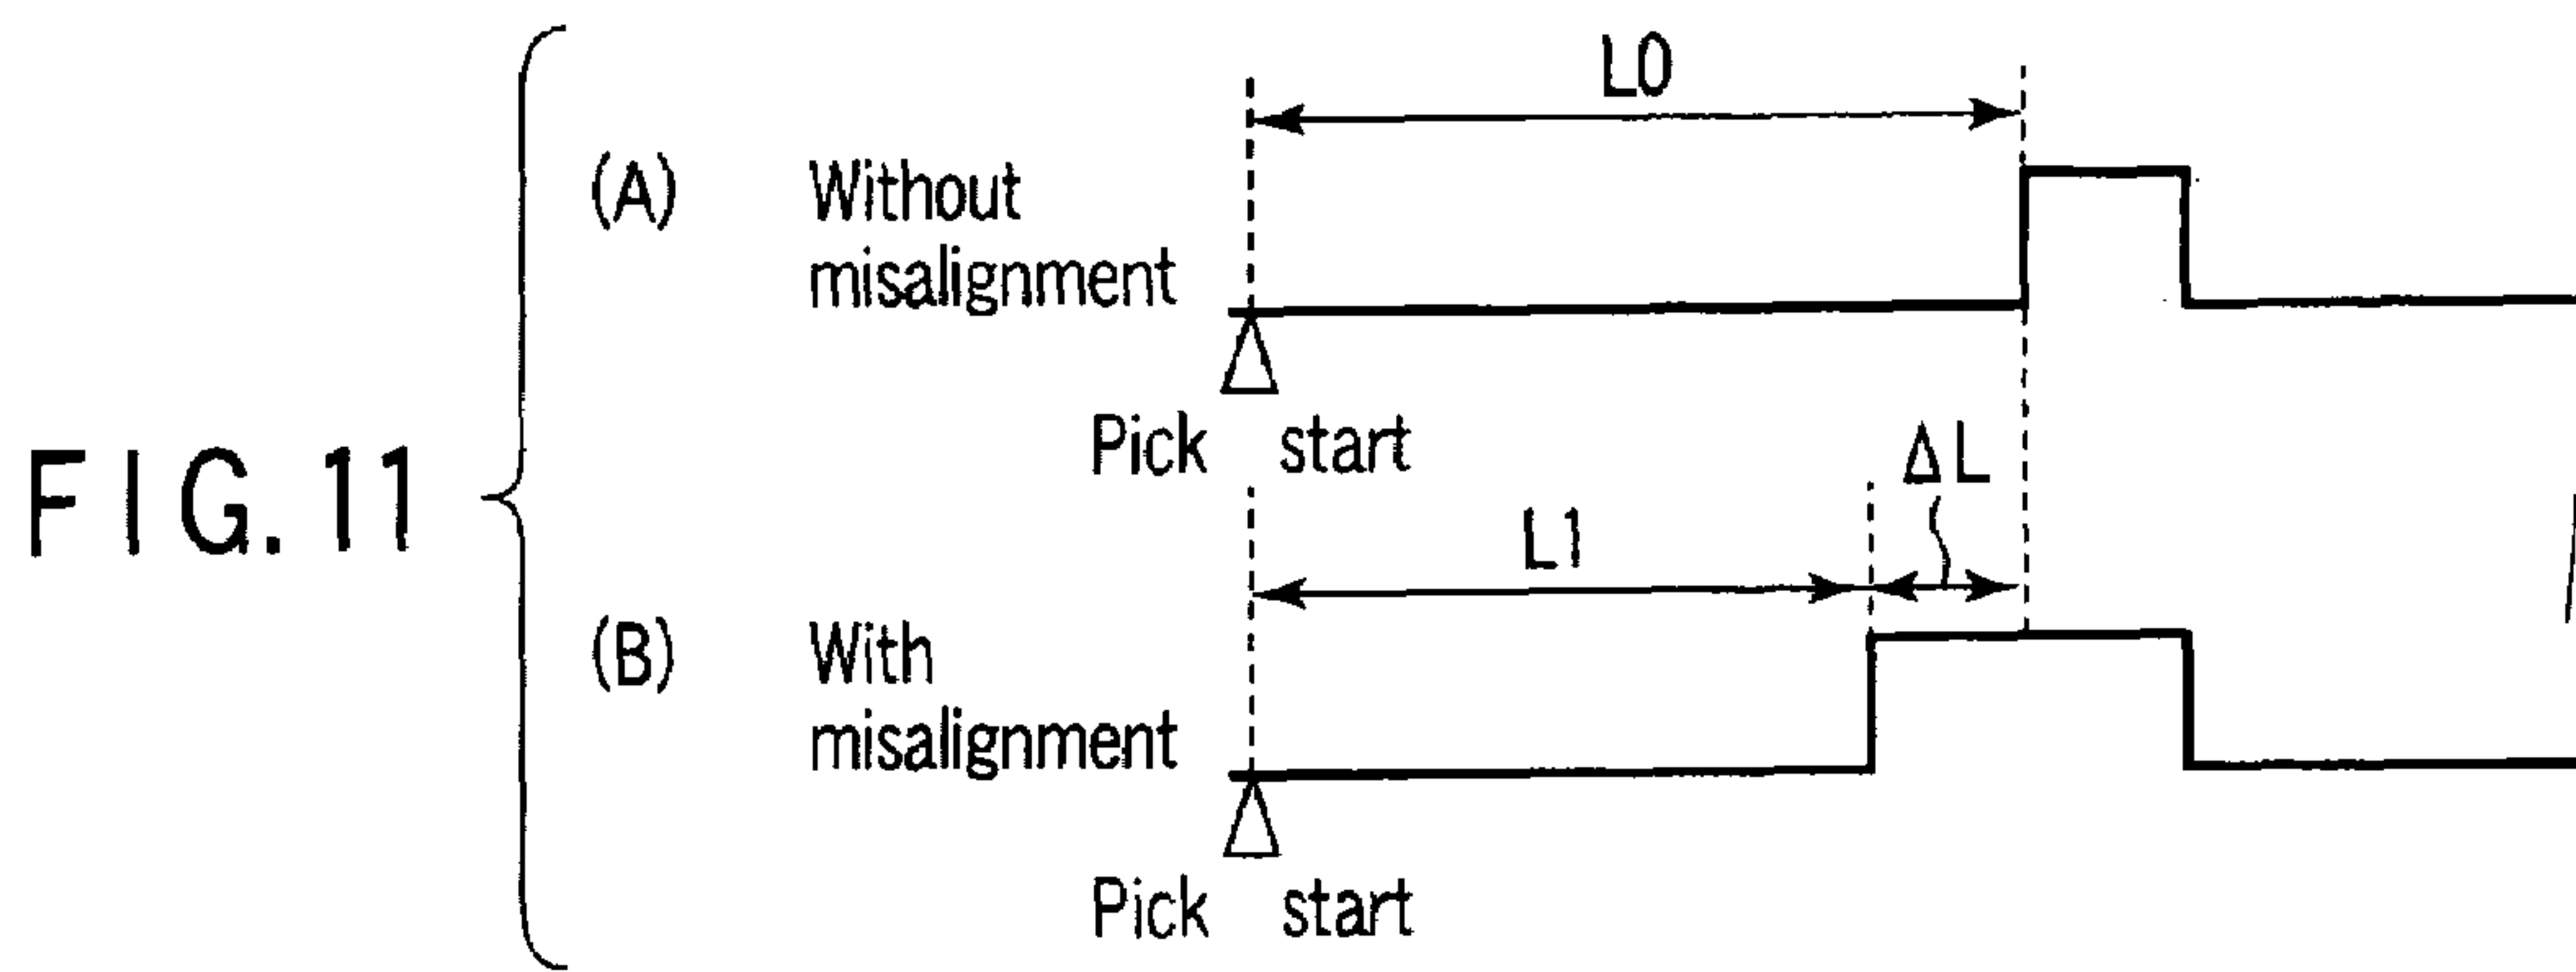 FIG. 11
(A) Without
misalignment
L0
Pick start
(B) With
misalignment
L1
ΔL
Pick start